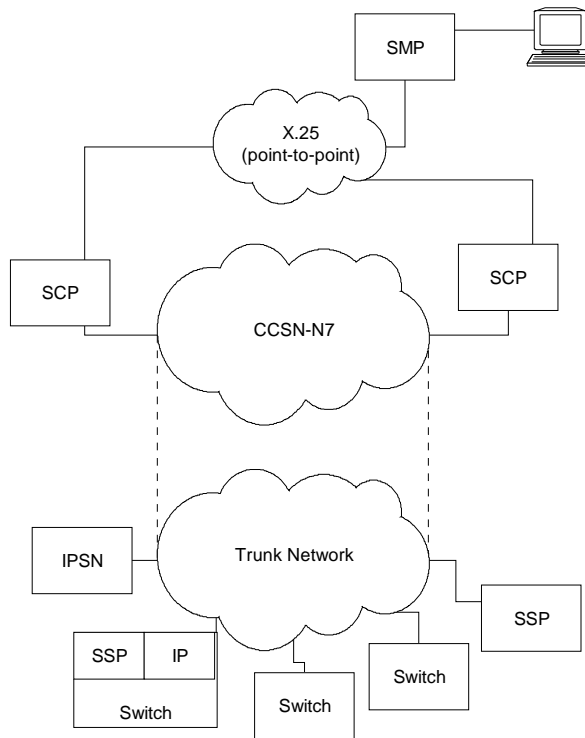 SMP
X.25
(point-to-point)
SCP
SCP
CCSN-N7
IPSN
Trunk Network
SSP
SSP
IP
Switch
Switch
Switch